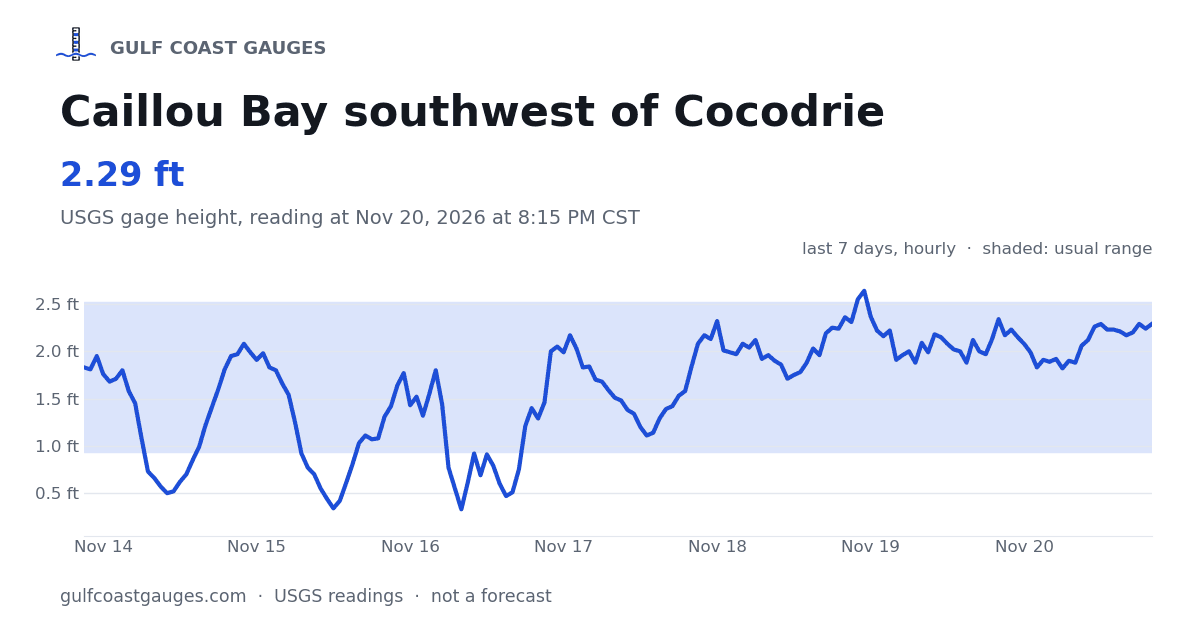 GULF COAST GAUGES
Caillou Bay southwest of Cocodrie
2.29 ft
USGS gage height, reading at Nov 20, 2026 at 8:15 PM CST
last 7 days, hourly · shaded: usual range
2.5 ft
2.0 ft
1.5 ft
1.0 ft
0.5 ft
Nov 14 Nov 15 Nov 16 Nov 17 Nov 18 Nov 19 Nov 20
gulfcoastgauges.com · USGS readings · not a forecast